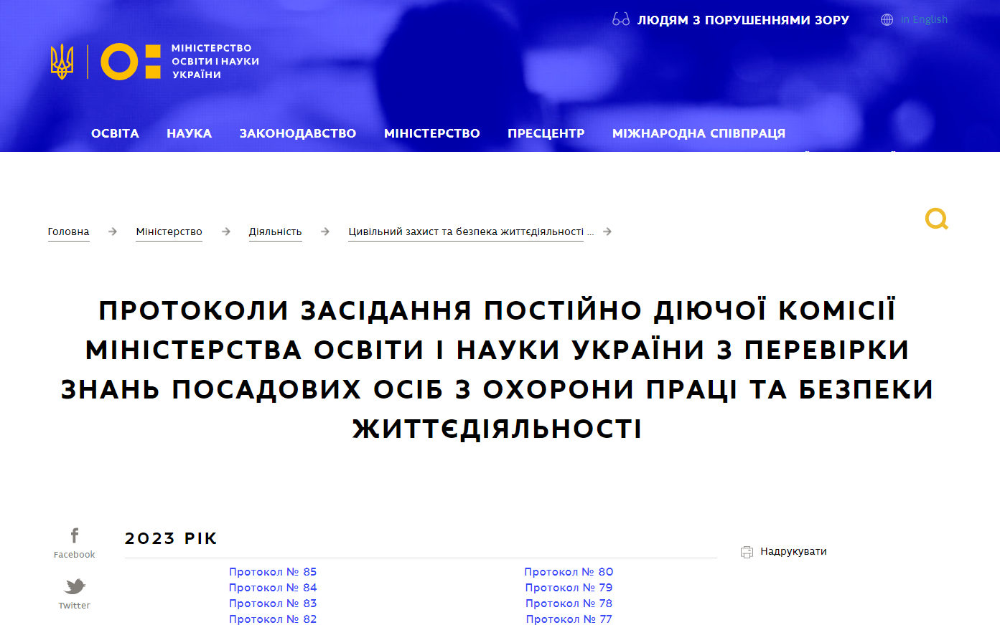 ЛЮДЯМ З ПОРУШЕННЯМИ ЗОРУ
in English
МІНІСТЕРСТВО
ОСВІТИ І НАУКИ
УКРАЇНИ
ОСВІТА НАУКА ЗАКОНОДАВСТВО МІНІСТЕРСТВО ПРЕСЦЕНТР МІЖНАРОДНА СПІВПРАЦЯ
Головна Міністерство Діяльність Цивільний захист та безпека життєдіяльності ...
ПРОТОКОЛИ ЗАСІДАННЯ ПОСТІЙНО ДІЮЧОЇ КОМІСІЇ
МІНІСТЕРСТВА ОСВІТИ І НАУКИ УКРАЇНИ З ПЕРЕВІРКИ
ЗНАНЬ ПОСАДОВИХ ОСІБ З ОХОРОНИ ПРАЦІ ТА БЕЗПЕКИ
ЖИТТЄДІЯЛЬНОСТІ
Facebook
Twitter
2023 РІК
Протокол № 85
Протокол № 84
Протокол № 83
Протокол № 82
Протокол № 80
Протокол № 79
Протокол № 78
Протокол № 77
Надрукувати